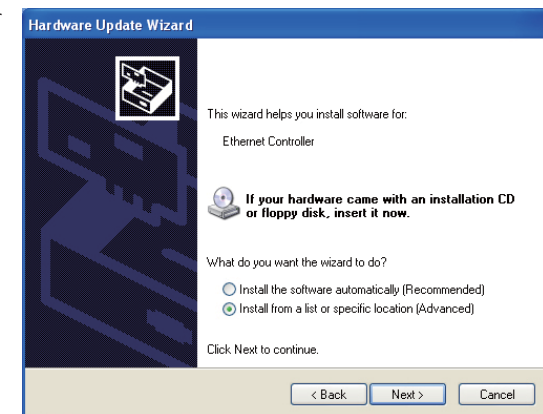 Hardware Update Wizard
This wizard helps you install software for:
Ethernet Controller
If your hardware came with an installation CD
or floppy disk, insert it now.
What do you want the wizard to do?
Install the software automatically (Recommended)
Install from a list or specific location (Advanced)
Click Next to continue.
< Back Next > Cancel